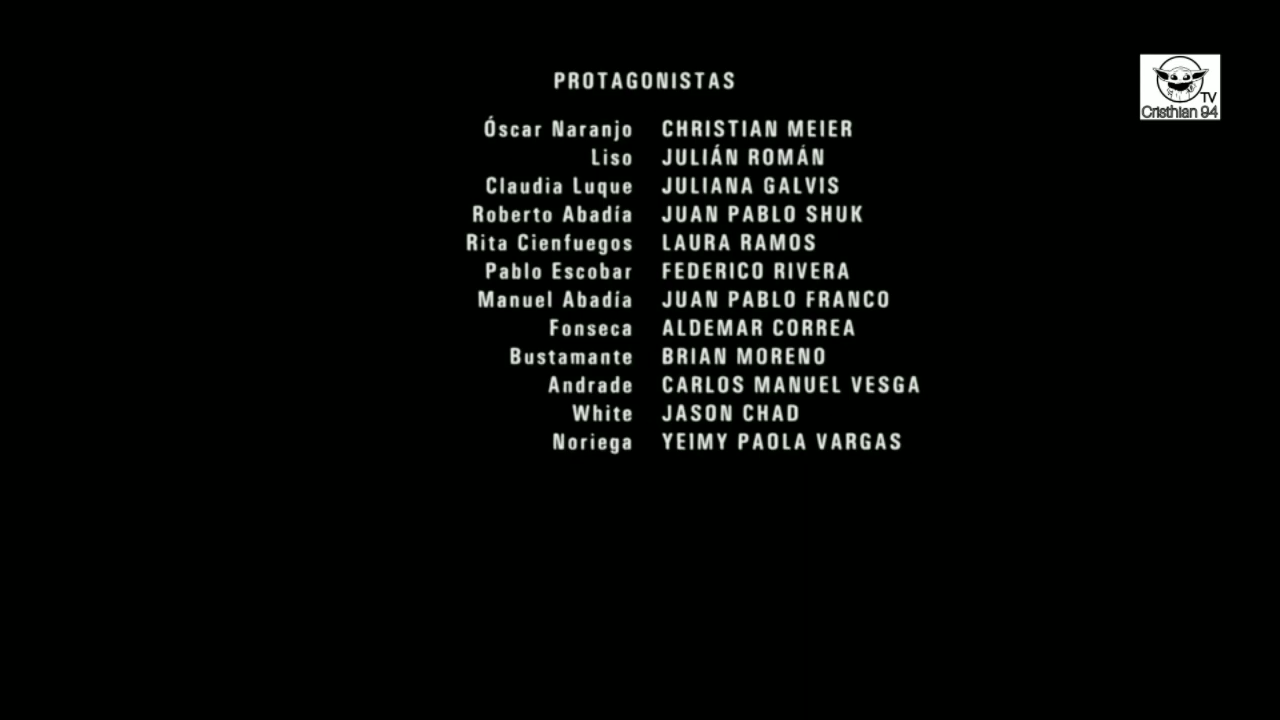 PROTAGONISTAS
Óscar Naranjo CHRISTIAN MEIER
Liso JULIÁN ROMÁN
Claudia Luque JULIANA GALVIS
Roberto Abadía JUAN PABLO SHUK
Rita Cienfuegos LAURA RAMOS
Pablo Escobar FEDERICO RIVERA
Manuel Abadía JUAN PABLO FRANCO
Fonseca ALDEMAR CORREA
Bustamante BRIAN MORENO
Andrade CARLOS MANUEL VESGA
White JASON CHAD
Noriega YEIMY PAOLA VARGAS
TV
Cristhian 94